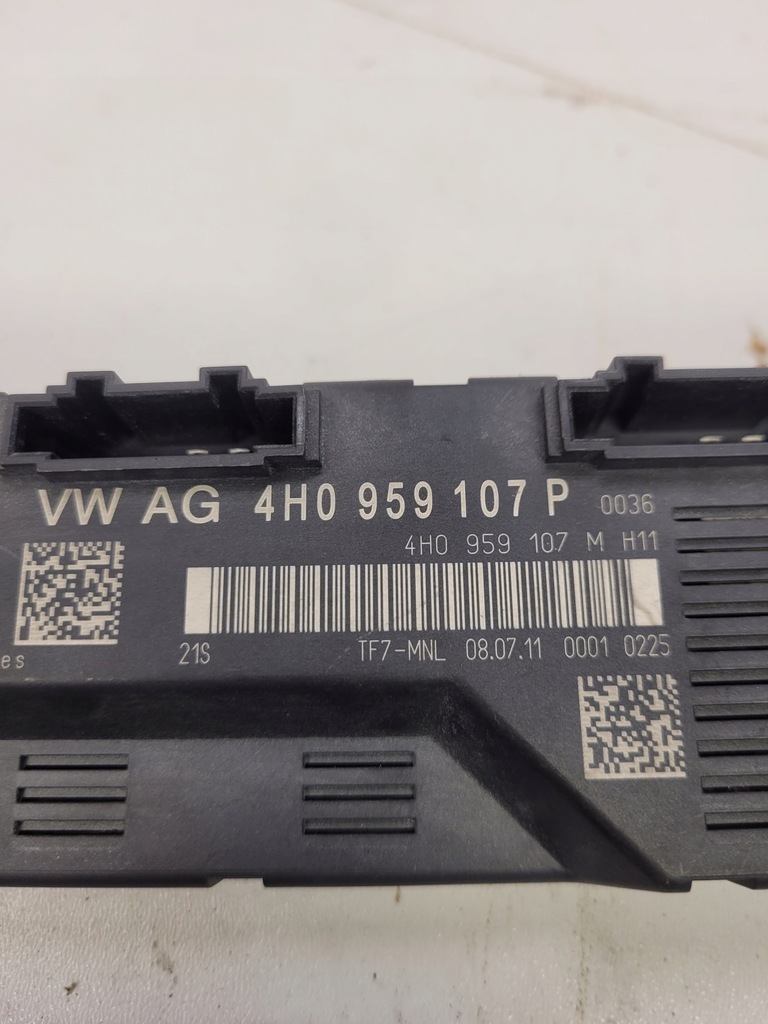 VW AG 4H0 959 107 P 0036
4H0 959 107 M H11
es 21S TF7-MNL 08.07.11 0001 0225